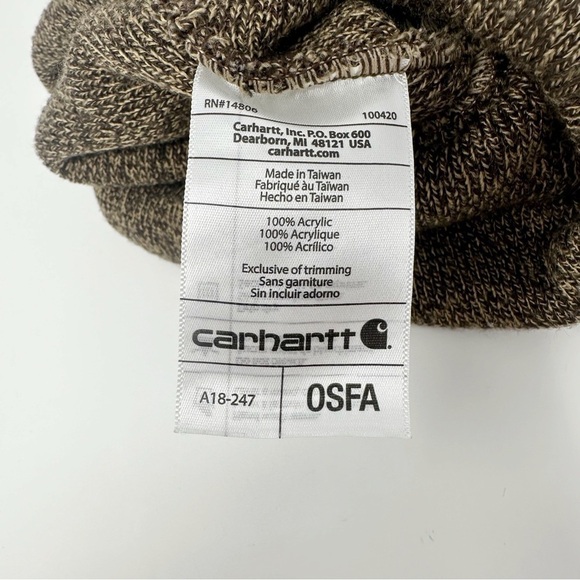 RN#14806 100420
Carhartt, Inc. P.O. Box 600
Dearborn, MI 48121 USA
carhartt.com
Made in Taiwan
Fabriqué au Taïwan
Hecho en Taiwan
100% Acrylic
100% Acrylique
100% Acrílico
Exclusive of trimming
Sans garniture
Sin incluir adorno
carhartt
A18-247 OSFA